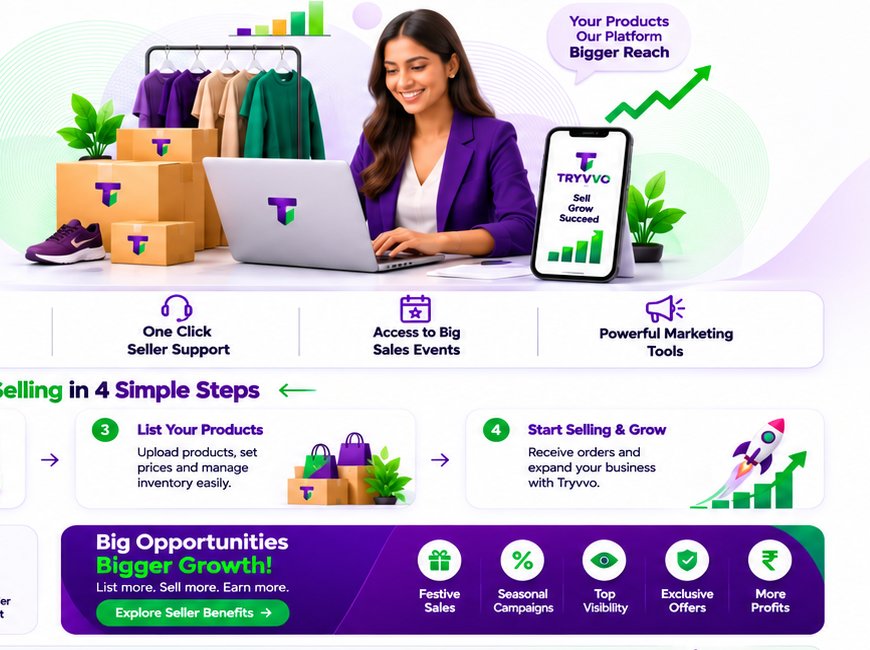 Your Products
Our Platform
Bigger Reach
TRYVVO
Sell
Grow
Succeed
One Click
Seller Support
Access to Big
Sales Events
Powerful Marketing
Tools
Selling in 4 Simple Steps
3
List Your Products
Upload products, set
prices and manage
inventory easily.
4
Start Selling & Grow
Receive orders and
expand your business
with Tryvvo.
Big Opportunities
Bigger Growth!
List more. Sell more. Earn more.
Explore Seller Benefits →
%
₹
Festive
Sales
Seasonal
Campaigns
Top
Visibility
Exclusive
Offers
More
Profits